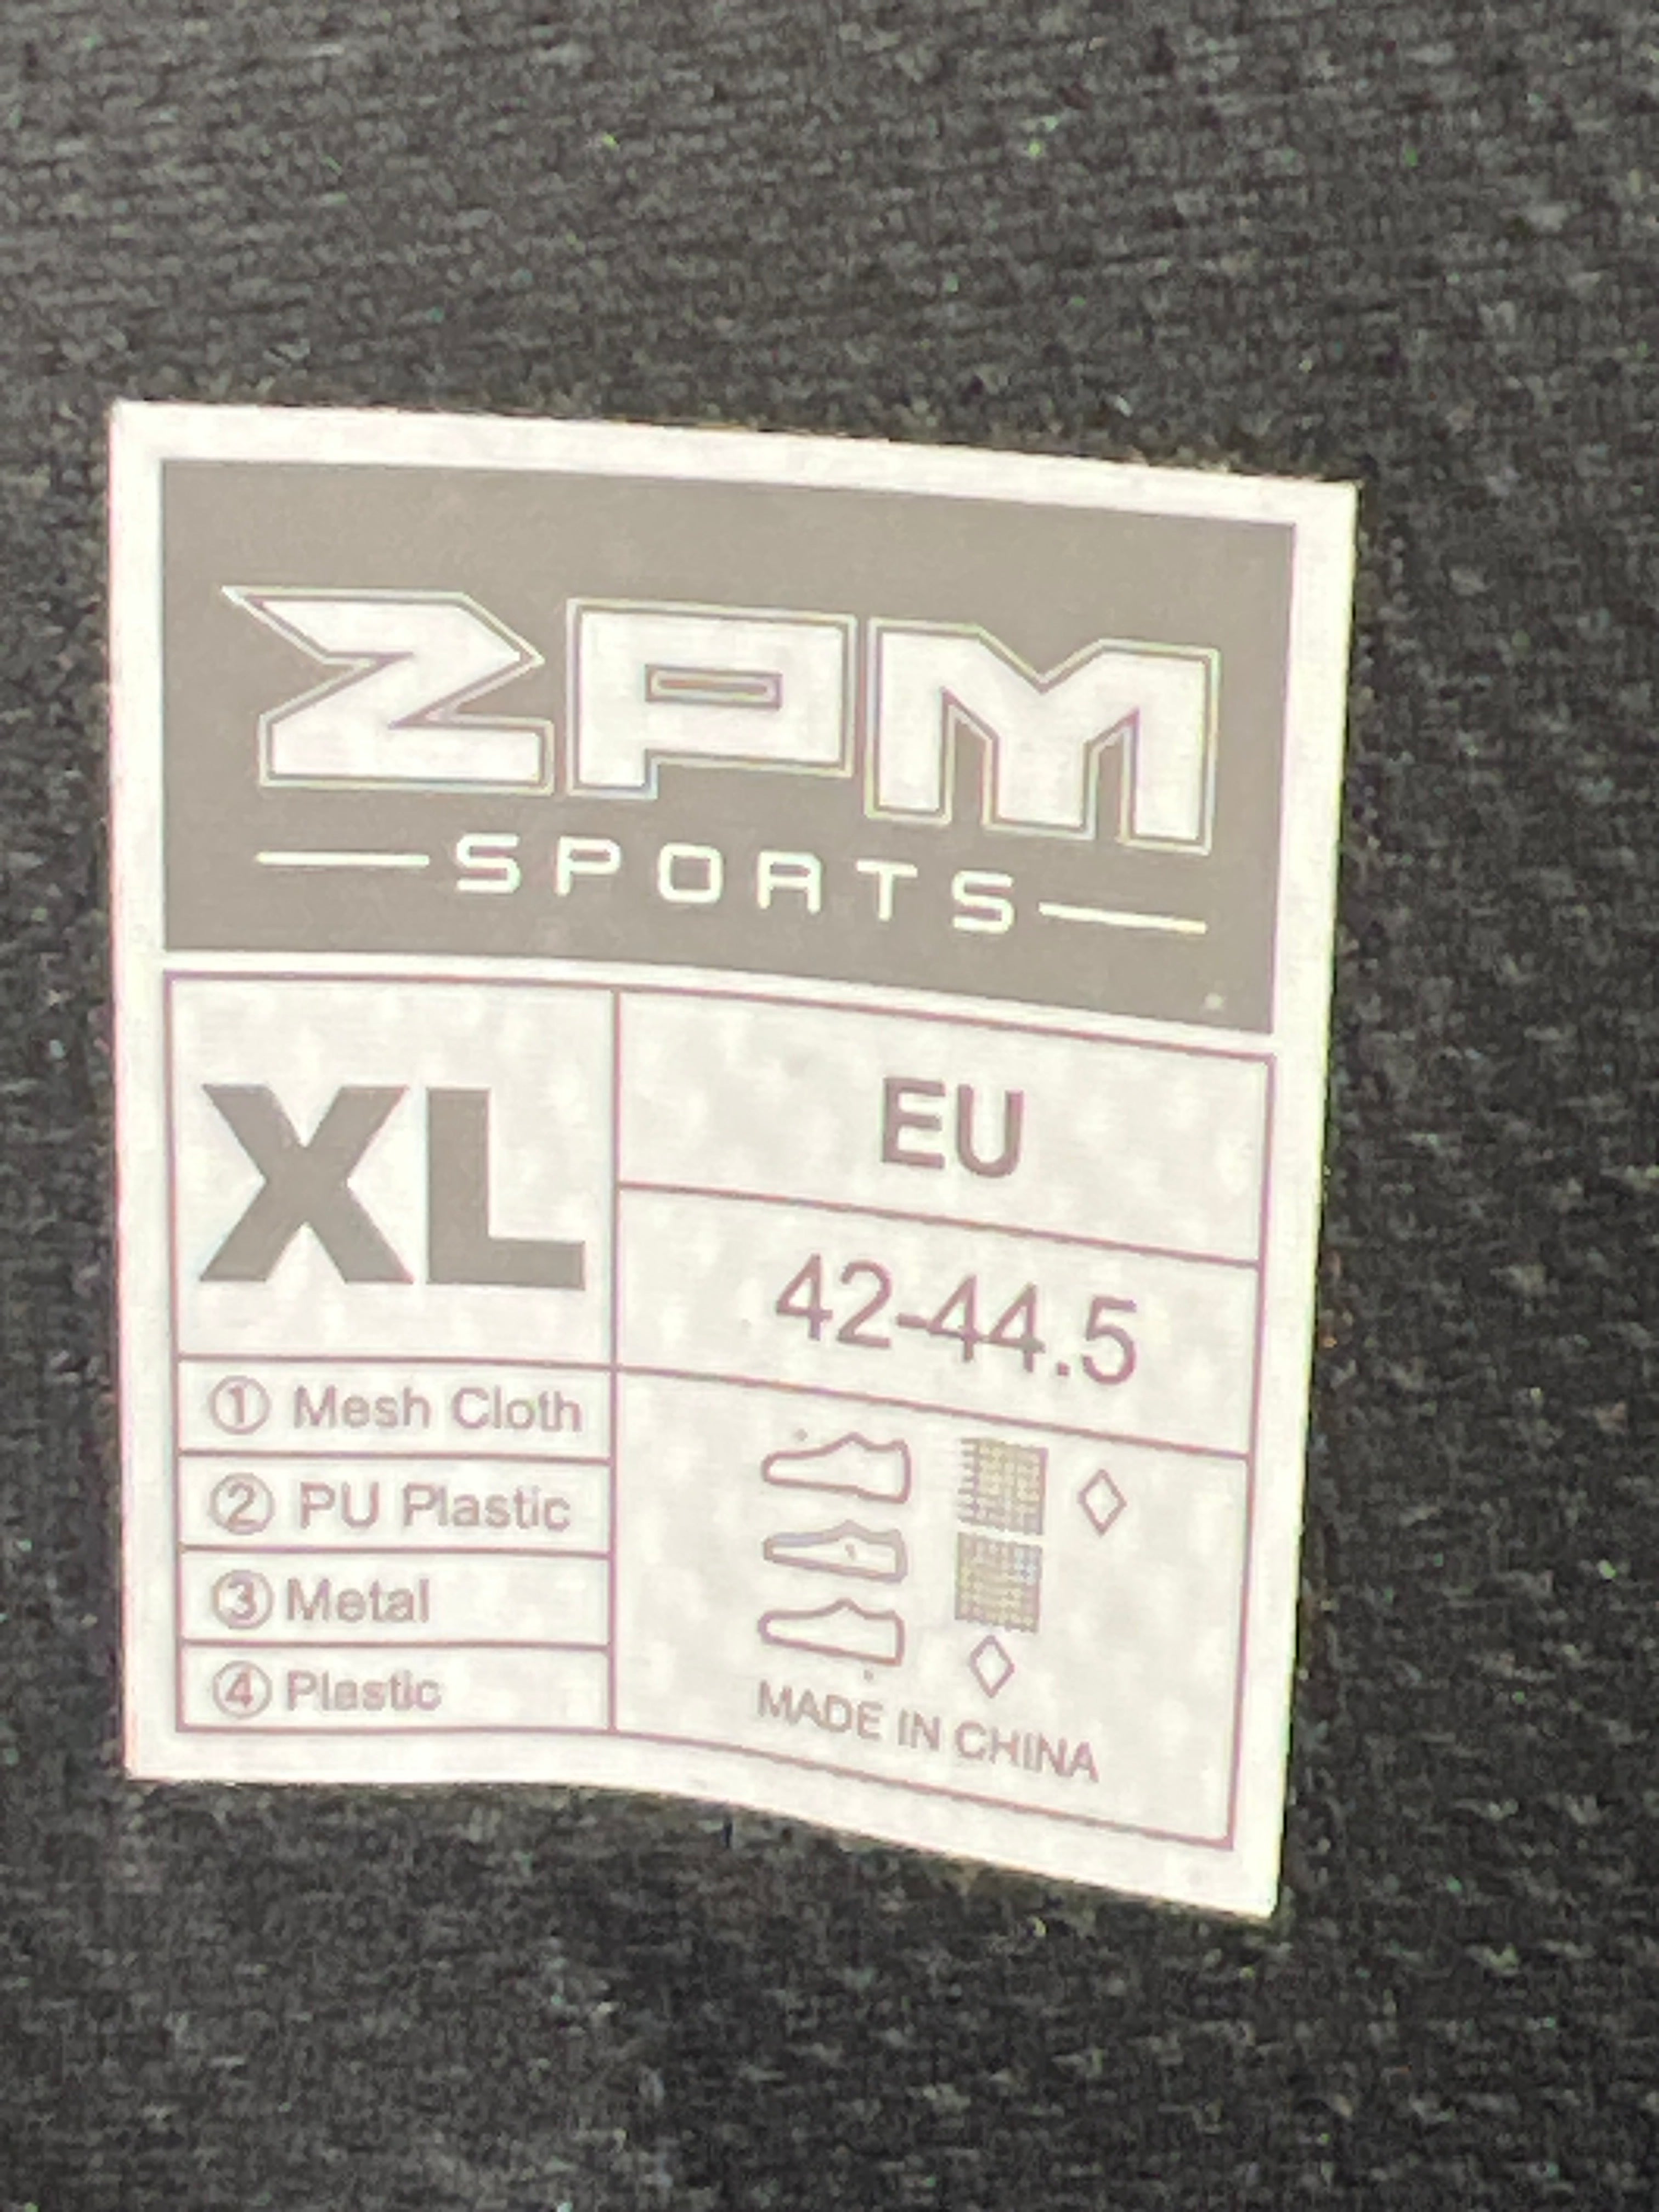 ZPM
SPORTS
XL
EU
42-44.5
① Mesh Cloth
② PU Plastic
③ Metal
④ Plastic
MADE IN CHINA